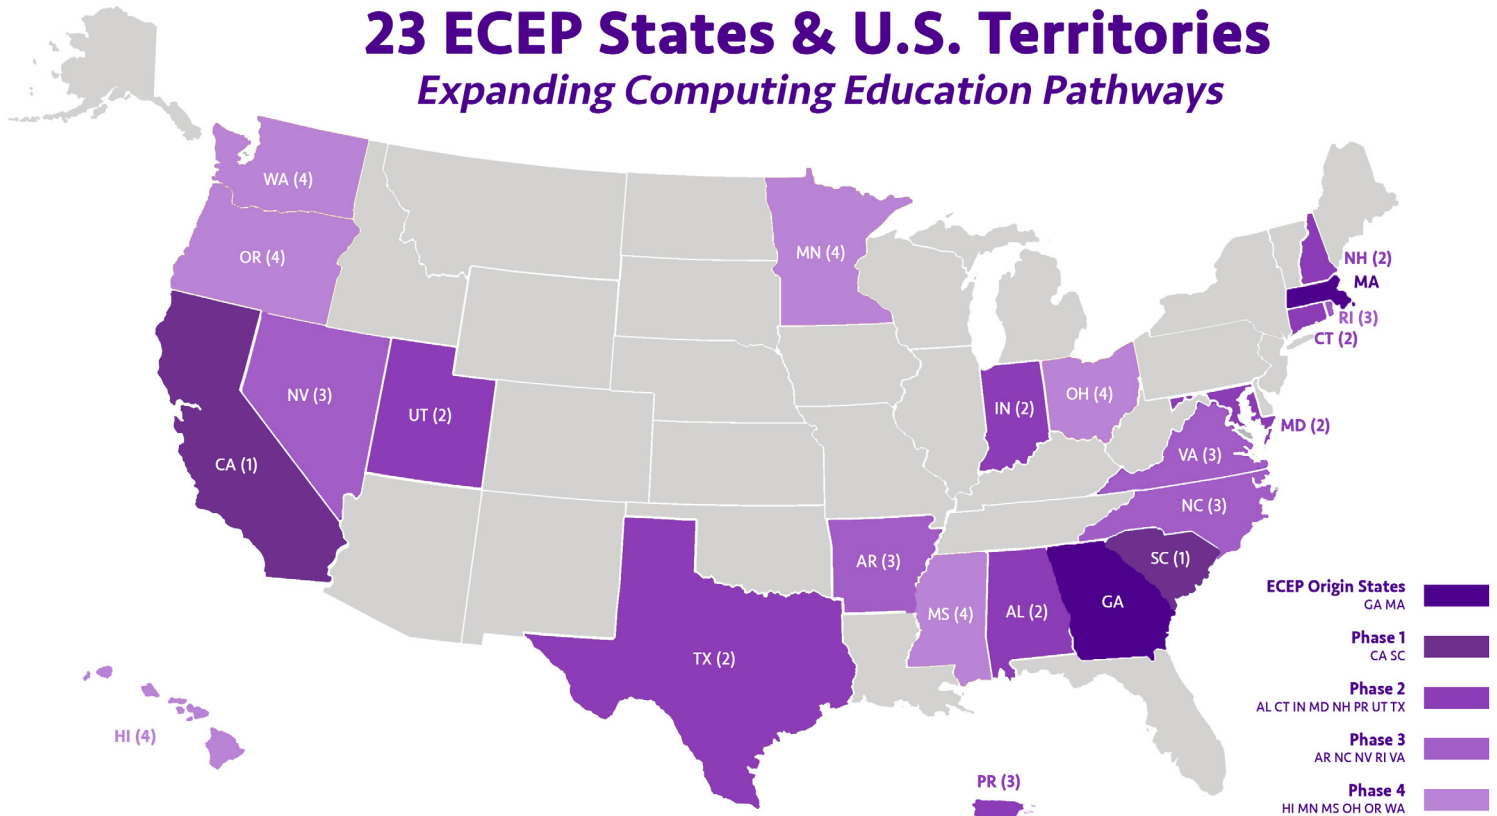 23 ECEP States & U.S. Territories
Expanding Computing Education Pathways
WA (4)
OR (4)
MN (4)
NH (2)
MA
RI (3)
CT (2)
NV (3)
UT (2)
IN (2)
OH (4)
MD (2)
CA (1)
VA (3)
NC (3)
AR (3)
SC (1)
MS (4)
AL (2)
GA
TX (2)
HI (4)
PR (3)
ECEP Origin States
GA MA
Phase 1
CA SC
Phase 2
AL CT IN MD NH PR UT TX
Phase 3
AR NC NV RI VA
Phase 4
HI MN MS OH OR WA